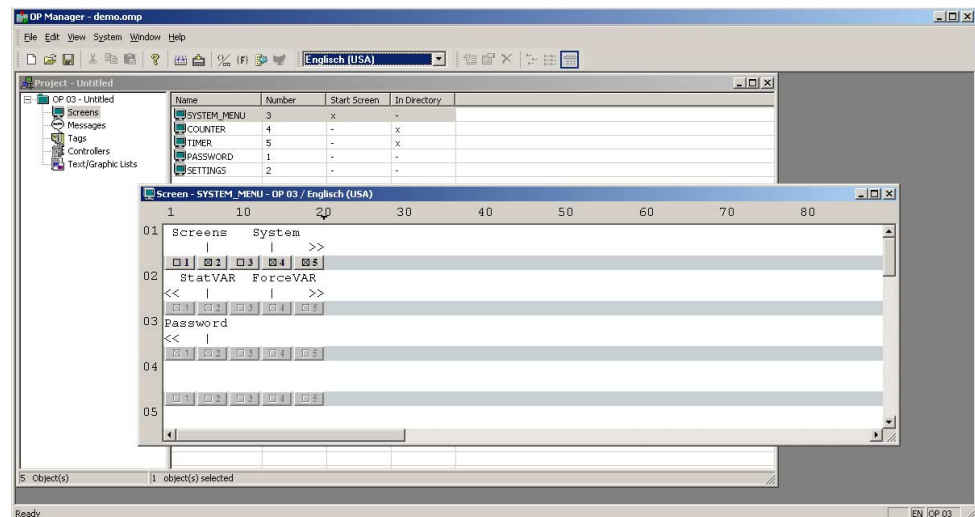 OP Manager - demo.omp
File Edit View System Window Help
(F) Englisch (USA)
Project - Untitled
OP 03 - Untitled
Screens
Messages
Tags
Controllers
Text/Graphic Lists
Name Number Start Screen In Directory
SYSTEM_MENU 3 x -
COUNTER 4 - x
TIMER 5 - x
PASSWORD 1 - -
SETTINGS 2 - -
Screen - SYSTEM_MENU - OP 03 / Englisch (USA)
1 10 20 30 40 50 60 70 80
01 Screens System
| | >>
1 2 3 4 5
02 StatVAR ForceVAR
<< | | >>
1 2 3 4 5
03 Password
<< |
1 2 3 4 5
04
1 2 3 4 5
05
5 Object(s) 1 object(s) selected
Ready EN OP 03